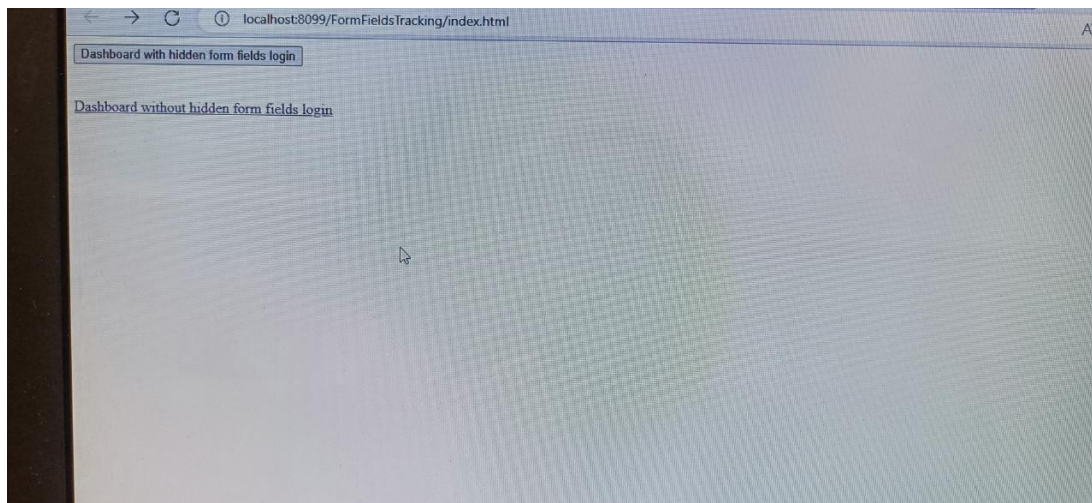 localhost:8099/FormFieldsTracking/index.html
A
Dashboard with hidden form fields login
Dashboard without hidden form fields login